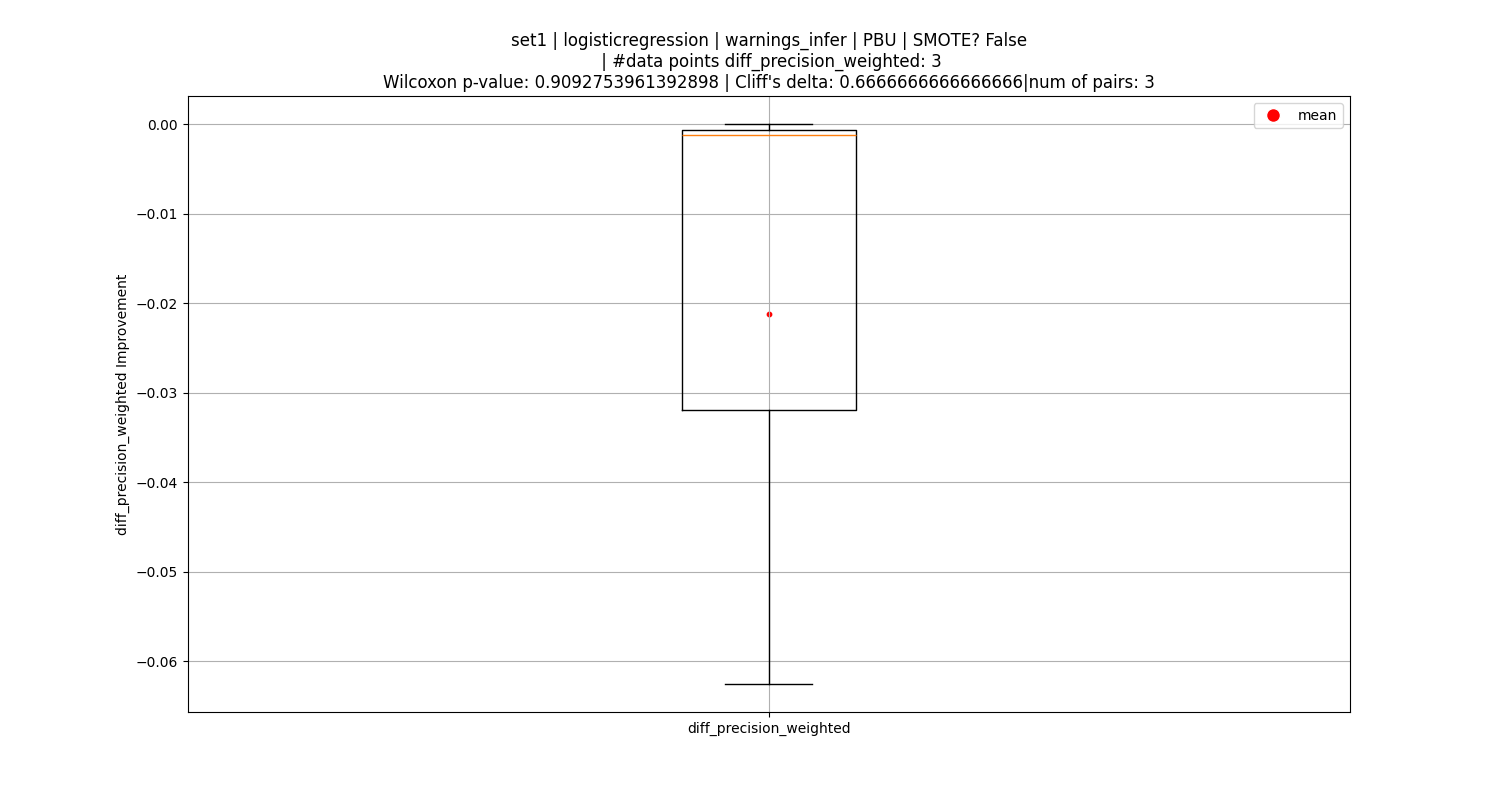 set1 | logisticregression | warnings_infer | PBU | SMOTE? False
| #data points diff_precision_weighted: 3
Wilcoxon p-value: 0.9092753961392898 | Cliff's delta: 0.6666666666666666|num of pairs: 3
mean
0.00
−0.01
−0.02
−0.03
−0.04
−0.05
−0.06
diff_precision_weighted Improvement
diff_precision_weighted